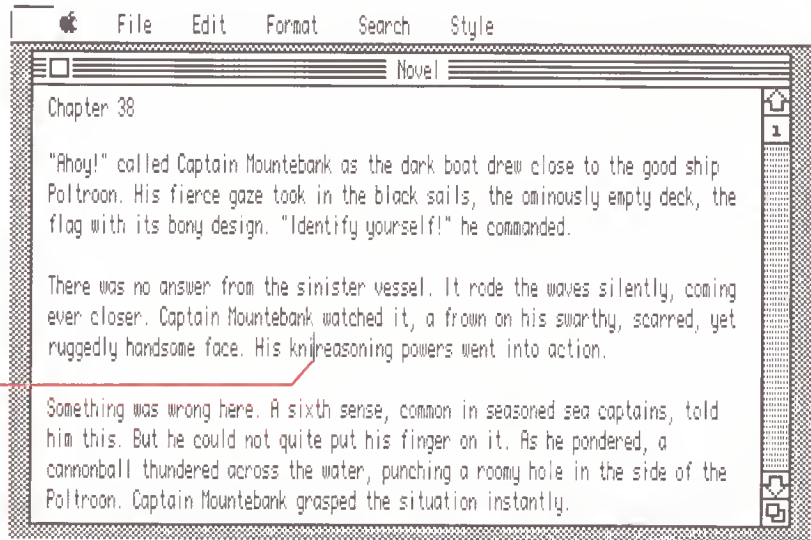 File Edit Format Search Style
Novel
Chapter 38
"Ahoy!" called Captain Mountebank as the dark boat drew close to the good ship
Poltroon. His fierce gaze took in the black sails, the ominously empty deck, the
flag with its bony design. "Identify yourself!" he commanded.
There was no answer from the sinister vessel. It rode the waves silently, coming
ever closer. Captain Mountebank watched it, a frown on his swarthy, scarred, yet
ruggedly handsome face. His knireasoning powers went into action.
Something was wrong here. A sixth sense, common in seasoned sea captains, told
him this. But he could not quite put his finger on it. As he pondered, a
cannonball thundered across the water, punching a roomy hole in the side of the
Poltroon. Captain Mountebank grasped the situation instantly.
1